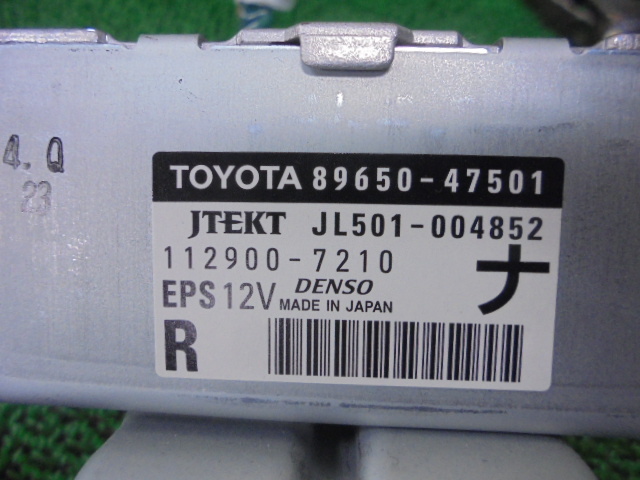 4.Q
23
TOYOTA 89650-47501
JTEKT JL501-004852
112900-7210
ナ
EPS 12V DENSO
MADE IN JAPAN
R